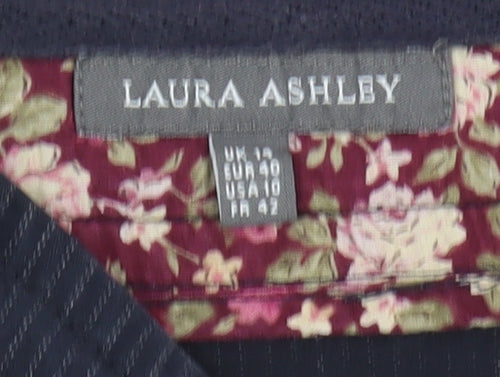 LAURA ASHLEY
UK 14
EUR 40
USA 10
FR 42